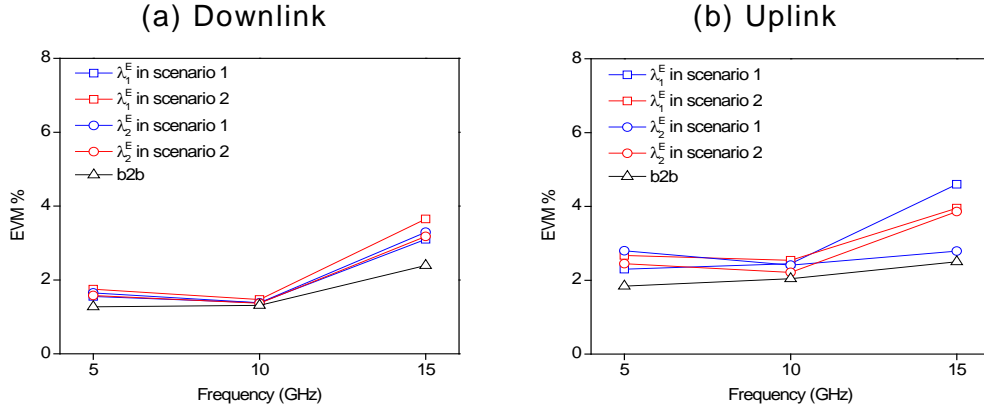 (a) Downlink
8
6
4
2
0
EVM %
λ₁ᴱ in scenario 1
λ₁ᴱ in scenario 2
λ₂ᴱ in scenario 1
λ₂ᴱ in scenario 2
b2b
5 10 15
Frequency (GHz)
(b) Uplink
8
6
4
2
0
EVM %
λ₁ᴱ in scenario 1
λ₁ᴱ in scenario 2
λ₂ᴱ in scenario 1
λ₂ᴱ in scenario 2
b2b
5 10 15
Frequency (GHz)